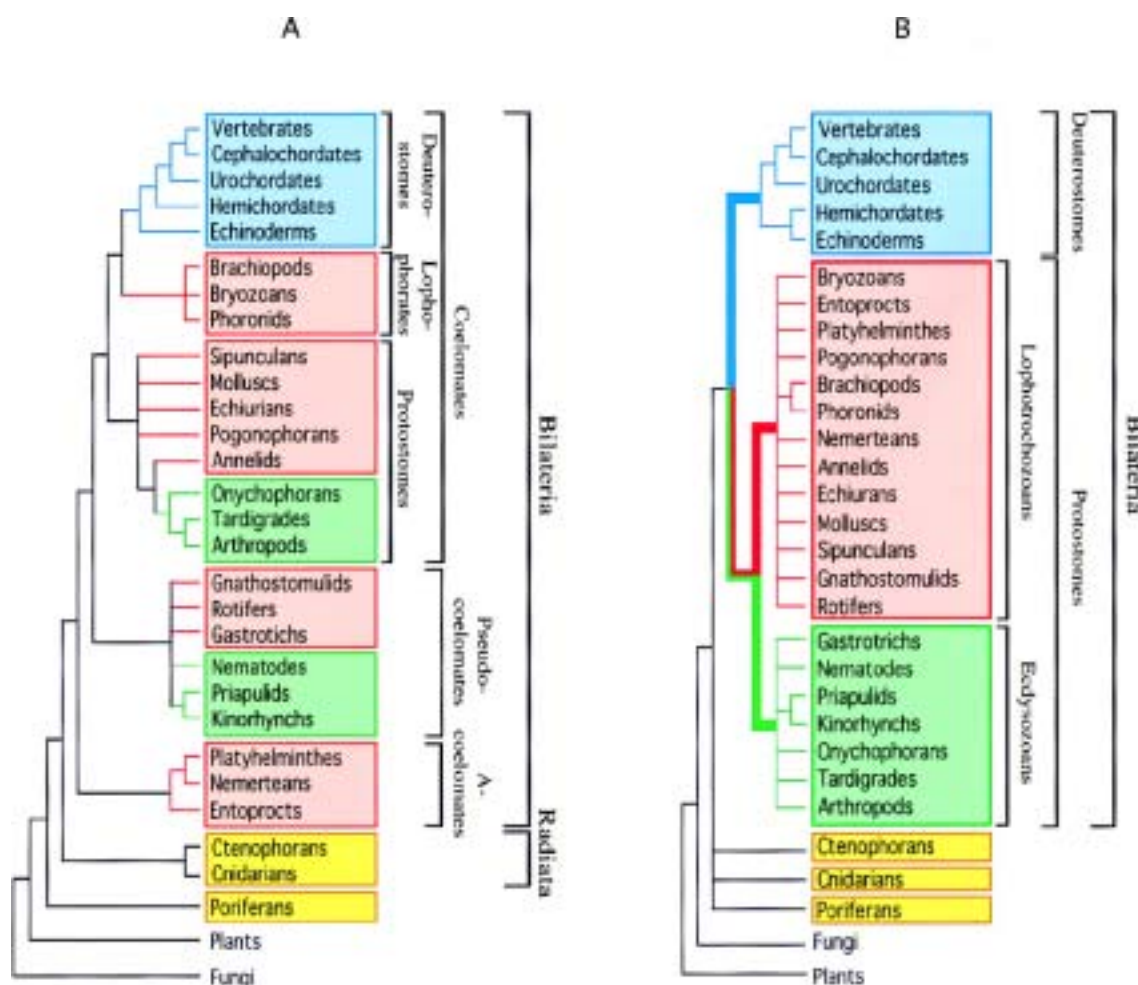 A
Vertebrates
Cephalochordates
Urochordates
Hemichordates
Echinoderms
Brachiopods
Bryozoans
Phoronids
Sipunculans
Molluscs
Echiurians
Pogonophorans
Annelids
Onychophorans
Tardigrades
Arthropods
Gnathostomulids
Rotifers
Gastrotichs
Nematodes
Priapulids
Kinorhynchs
Platyhelminthes
Nemerteans
Entoprocts
Ctenophorans
Cnidarians
Poriferans
Plants
Fungi
Deutero-
stomes
Lopho-
phorates
Protostomes
Coelomates
Pseudo-
coelomates
A-
coelomates
Bilateria
Radiata
B
Vertebrates
Cephalochordates
Urochordates
Hemichordates
Echinoderms
Bryozoans
Entoprocts
Platyhelminthes
Pogonophorans
Brachiopods
Phoronids
Nemerteans
Annelids
Echiurans
Molluscs
Sipunculans
Gnathostomulids
Rotifers
Gastrotrichs
Nematodes
Priapulids
Kinorhynchs
Onychophorans
Tardigrades
Arthropods
Ctenophorans
Cnidarians
Poriferans
Fungi
Plants
Deuterostomes
Lophotrochozoans
Ecdysozoans
Protostomes
Bilateria